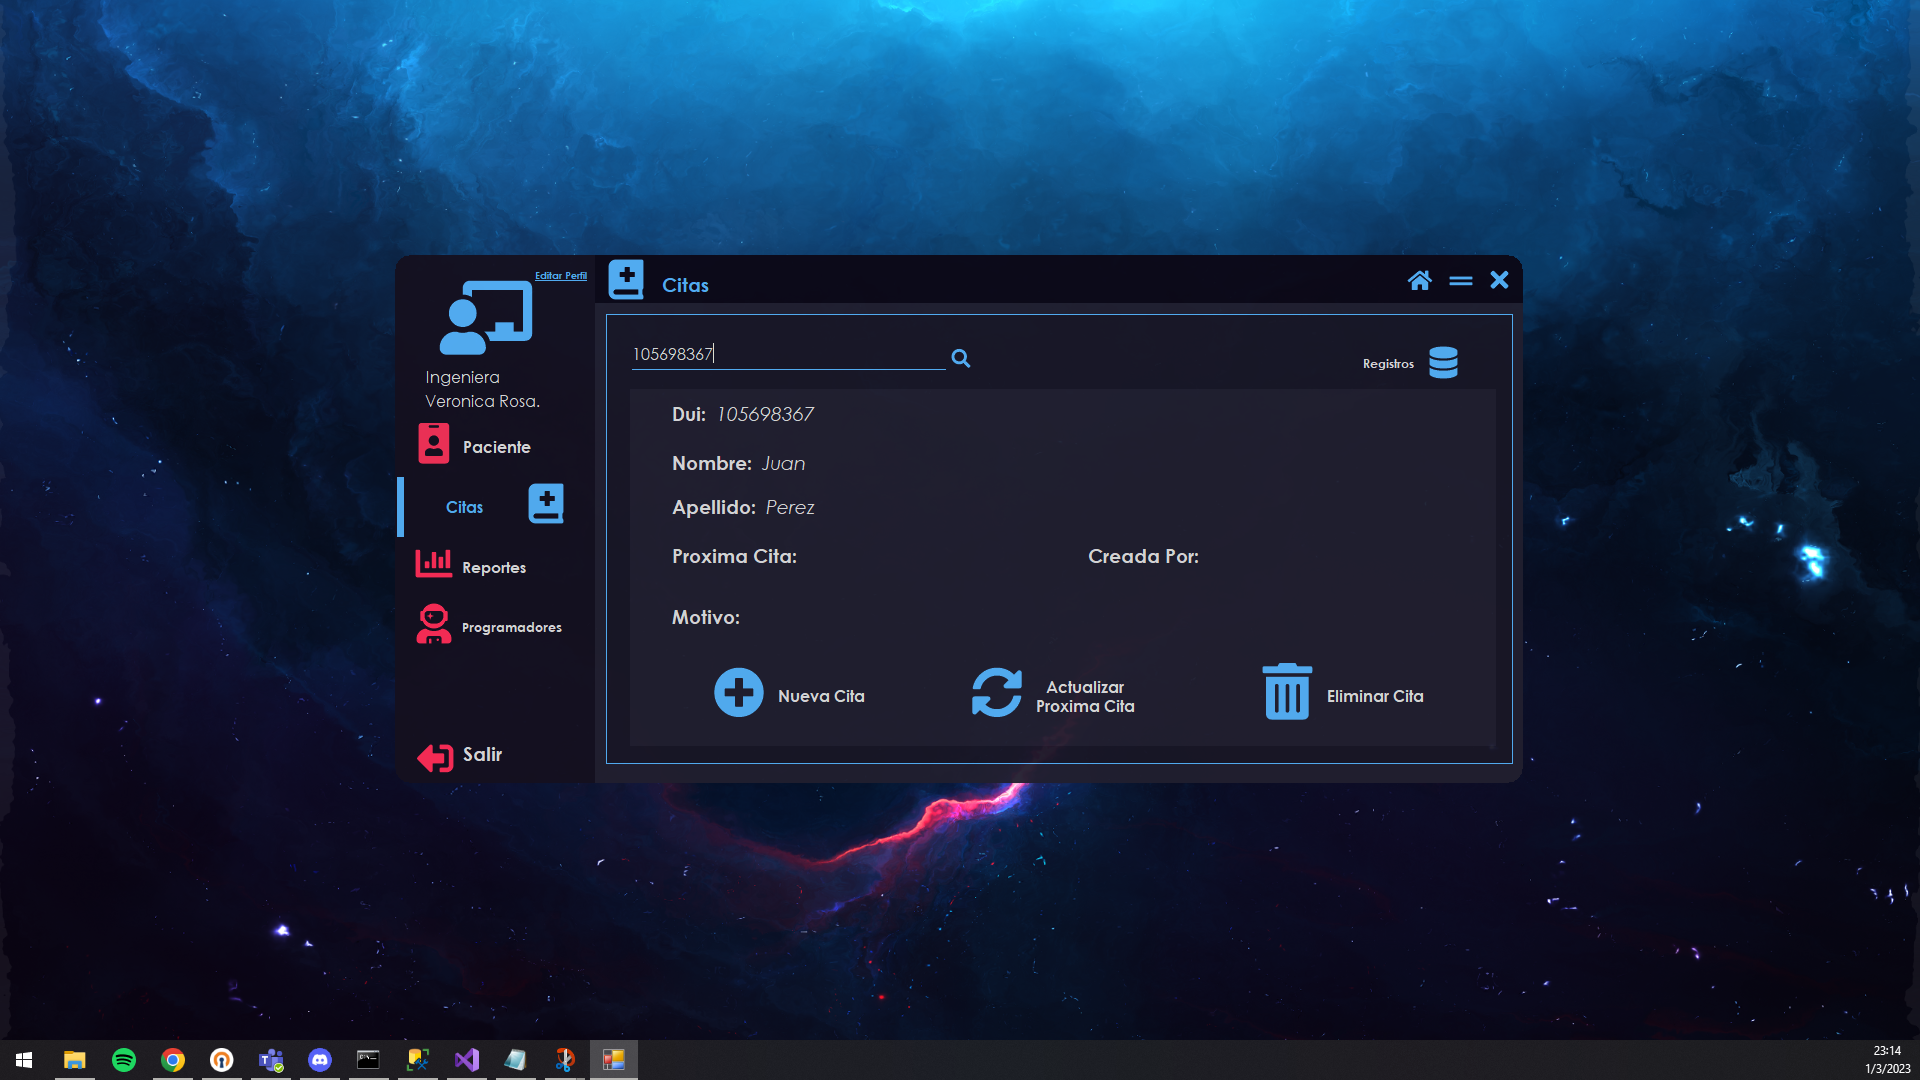 Editar Perfil
Citas
Ingeniera
Veronica Rosa.
Paciente
Citas
Reportes
Programadores
Salir
105698367
Registros
Dui: 105698367
Nombre: Juan
Apellido: Perez
Proxima Cita:
Creada Por:
Motivo:
Nueva Cita
Actualizar
Proxima Cita
Eliminar Cita
23:14
1/3/2023